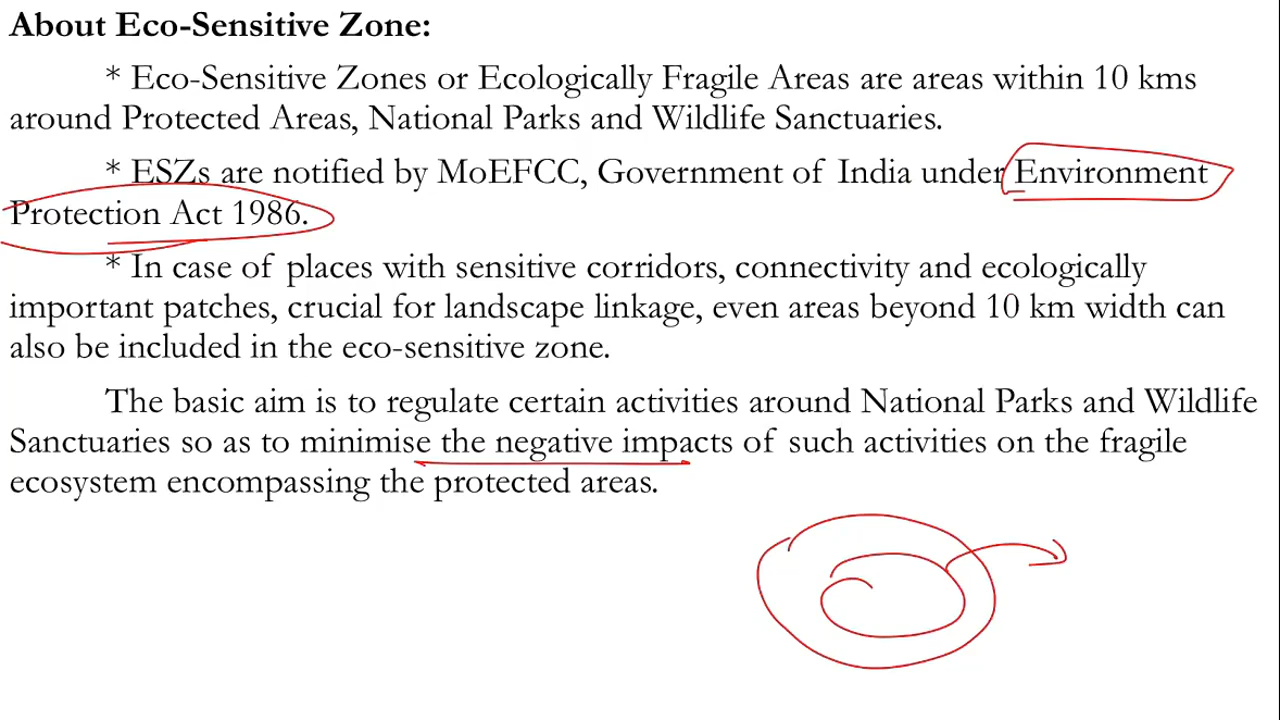 About Eco-Sensitive Zone:
* Eco-Sensitive Zones or Ecologically Fragile Areas are areas within 10 kms
around Protected Areas, National Parks and Wildlife Sanctuaries.
* ESZs are notified by MoEFCC, Government of India under Environment
Protection Act 1986.
* In case of places with sensitive corridors, connectivity and ecologically
important patches, crucial for landscape linkage, even areas beyond 10 km width can
also be included in the eco-sensitive zone.
The basic aim is to regulate certain activities around National Parks and Wildlife
Sanctuaries so as to minimise the negative impacts of such activities on the fragile
ecosystem encompassing the protected areas.